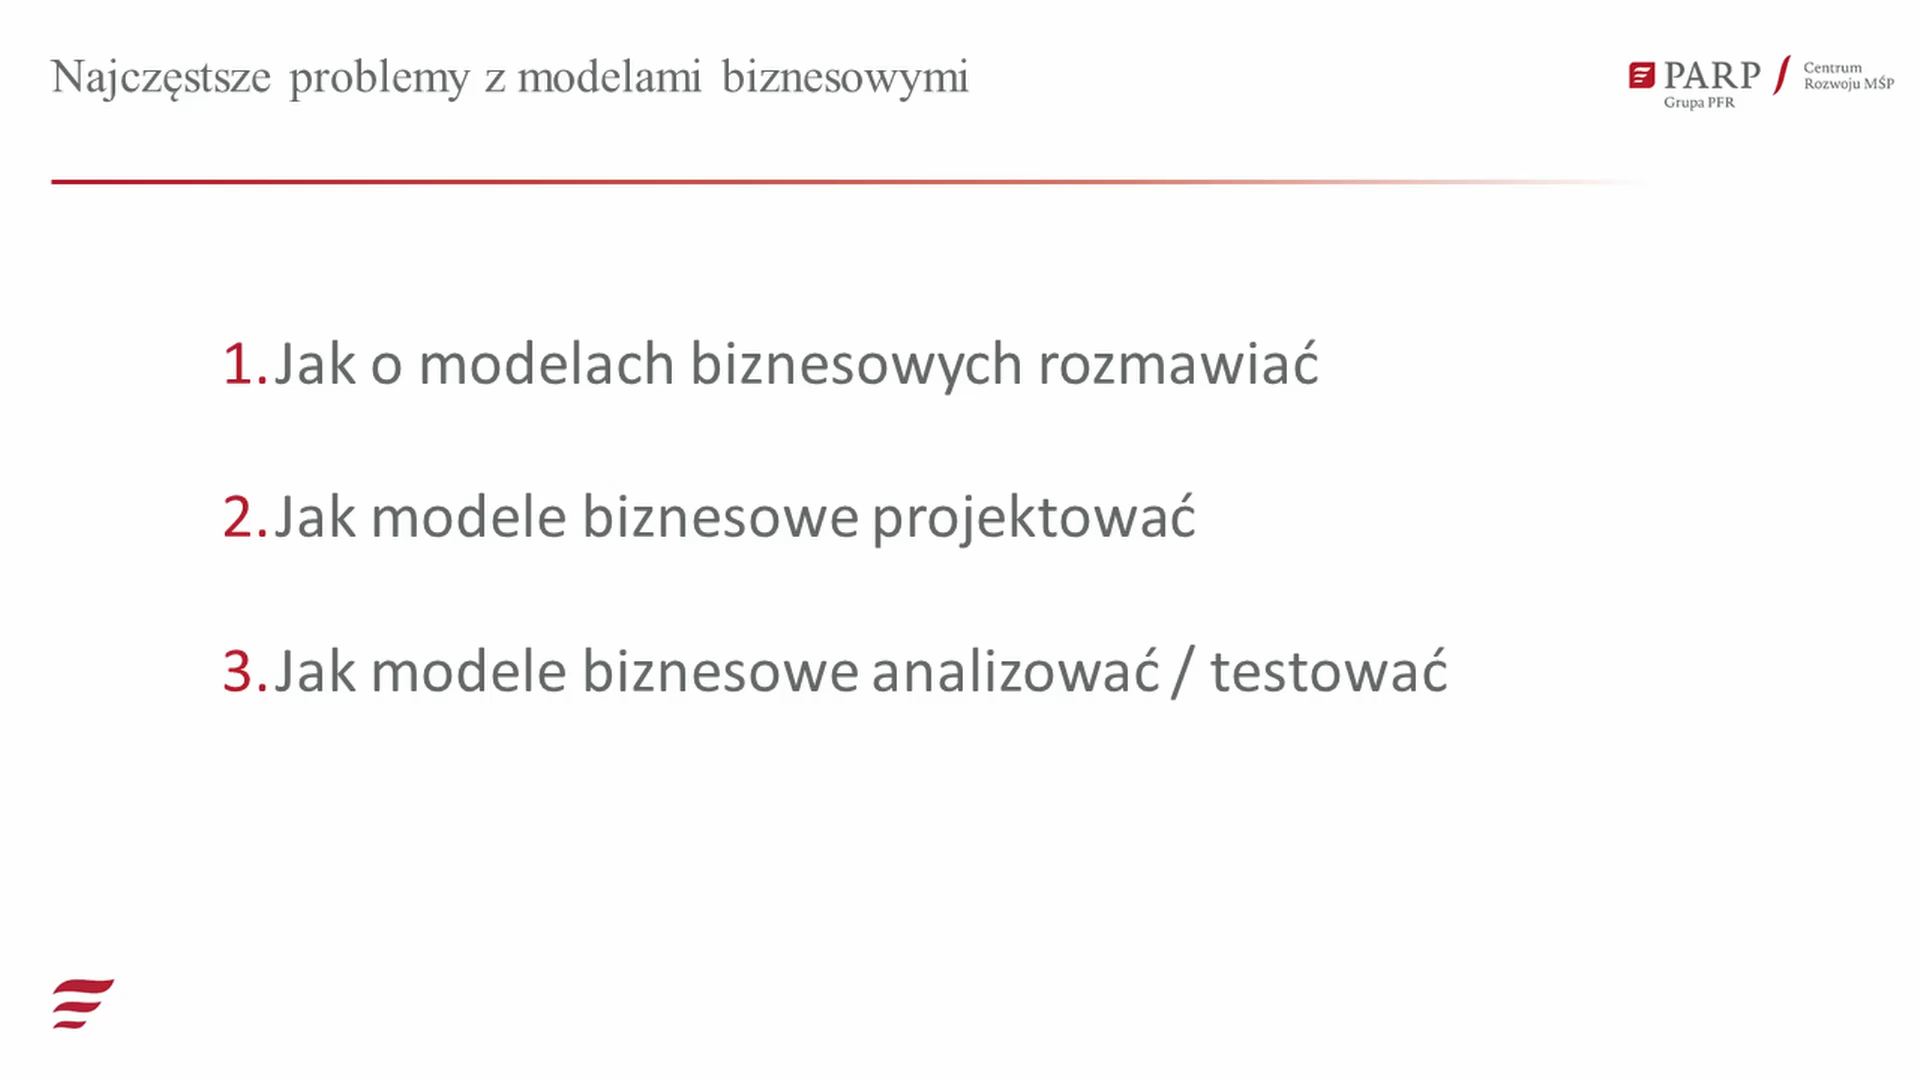 Najczęstsze problemy z modelami biznesowymi
PARP
Grupa PFR
Centrum
Rozwoju MŚP
1. Jak o modelach biznesowych rozmawiać
2. Jak modele biznesowe projektować
3. Jak modele biznesowe analizować / testować